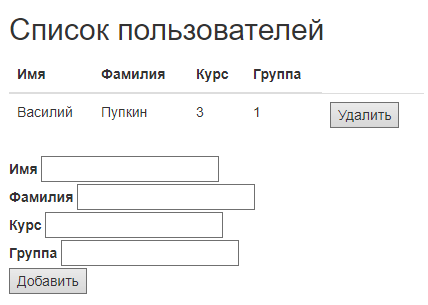 Список пользователей
Имя Фамилия Курс Группа
Василий Пупкин 3 1 Удалить
Имя
Фамилия
Курс
Группа
Добавить